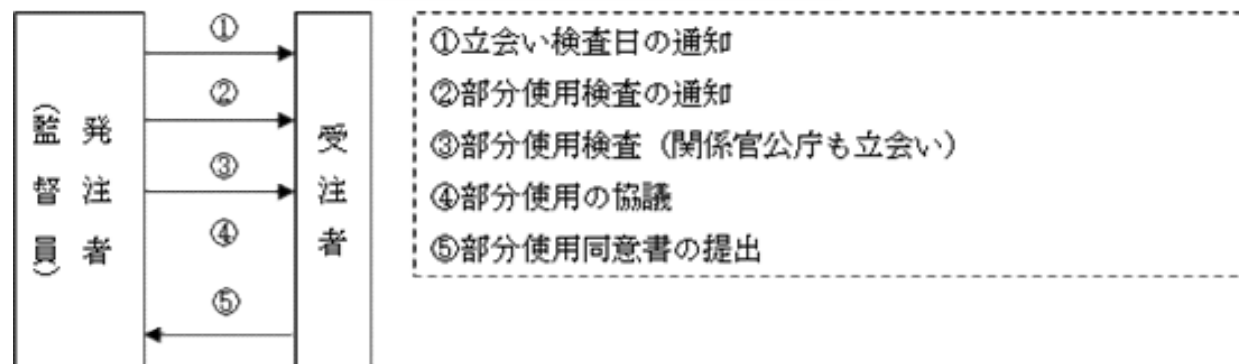 ①
②
③
④
⑤
発注者
（監督員）
受注者
①立会い検査日の通知
②部分使用検査の通知
③部分使用検査（関係官公庁も立会い）
④部分使用の協議
⑤部分使用同意書の提出